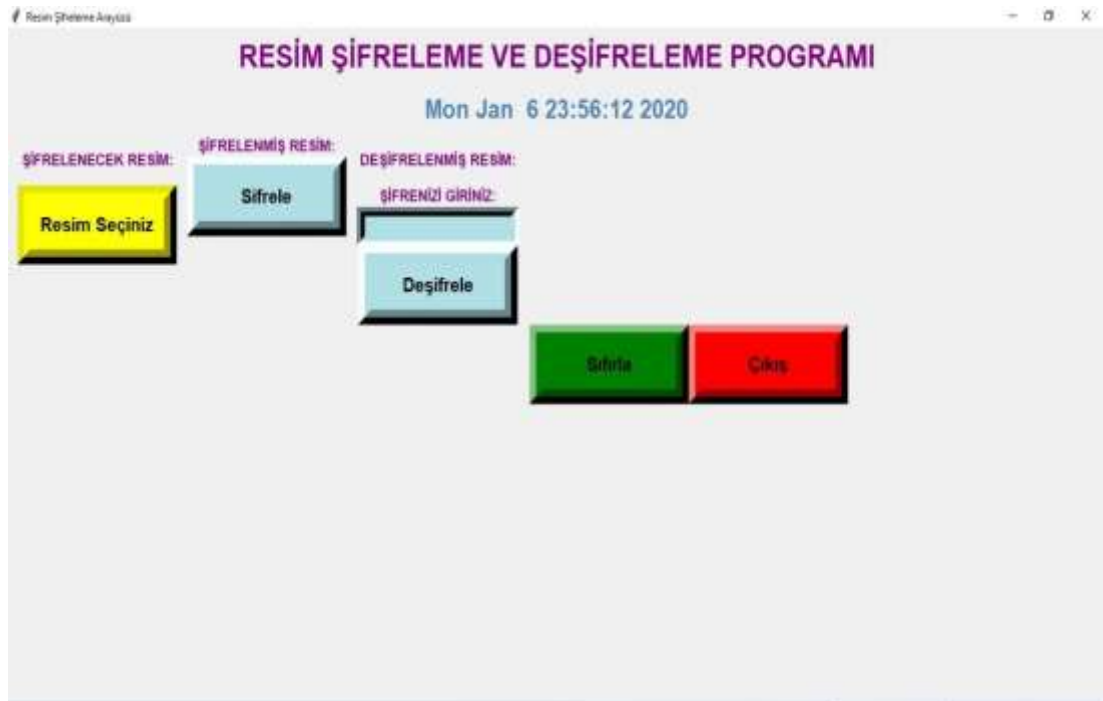 Resim Şifreleme Arayüzü
RESİM ŞİFRELEME VE DEŞİFRELEME PROGRAMI
Mon Jan 6 23:56:12 2020
ŞİFRELENECEK RESİM:
Resim Seçiniz
ŞİFRELENMİŞ RESİM:
Sifrele
DEŞİFRELENMİŞ RESİM:
ŞİFRENİZİ GİRİNİZ:
Deşifrele
Sıfırla
Çıkış